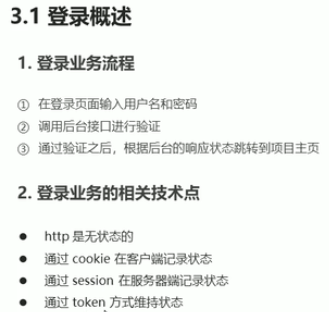 3.1 登录概述
1. 登录业务流程
① 在登录页面输入用户名和密码
② 调用后台接口进行验证
③ 通过验证之后，根据后台的响应状态跳转到项目主页
2. 登录业务的相关技术点
● http 是无状态的
● 通过 cookie 在客户端记录状态
● 通过 session 在服务器端记录状态
● 通过 token 方式维持状态